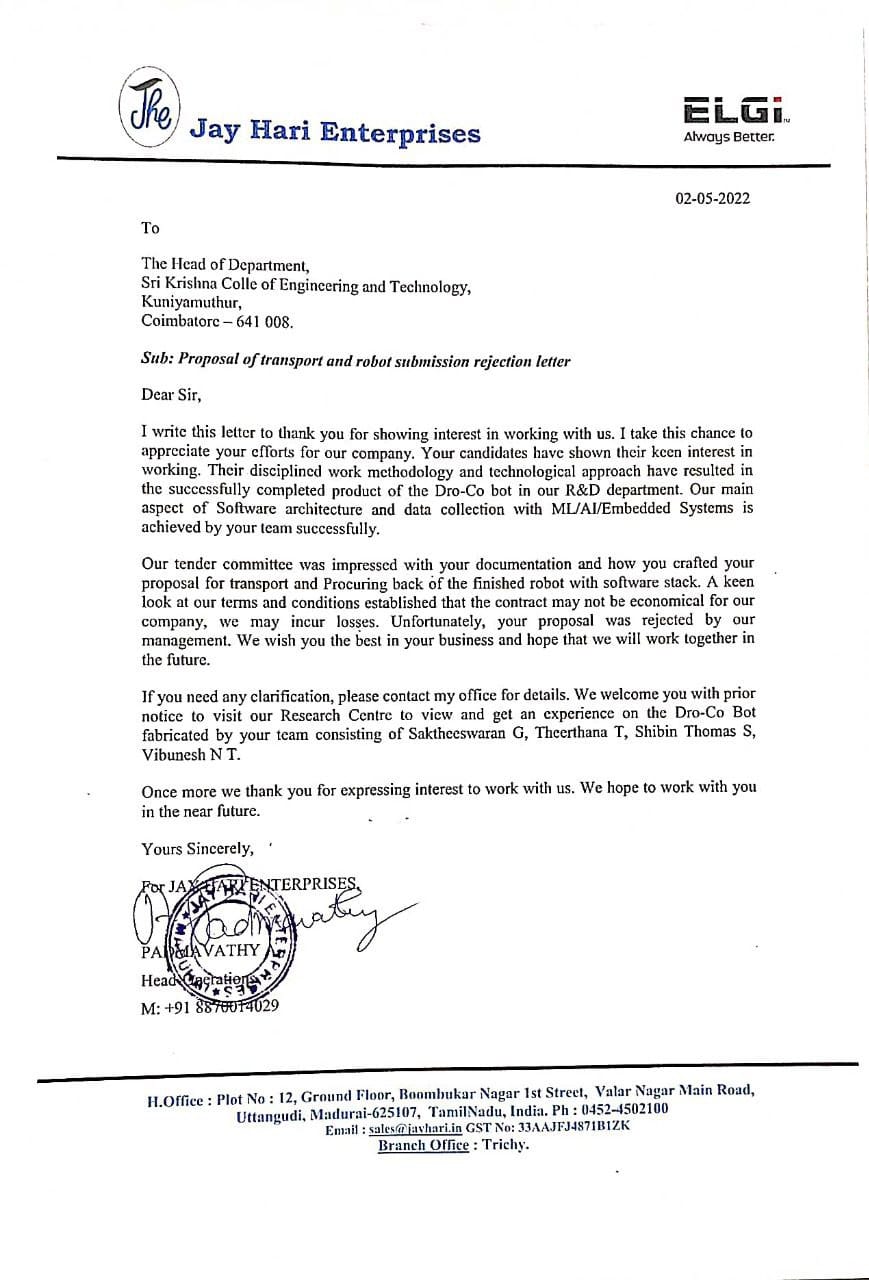 The
Jay Hari Enterprises
ELGi
Always Better.
02-05-2022
To
The Head of Department,
Sri Krishna Colle of Engineering and Technology,
Kuniyamuthur,
Coimbatore – 641 008.
Sub: Proposal of transport and robot submission rejection letter
Dear Sir,
I write this letter to thank you for showing interest in working with us. I take this chance to
appreciate your efforts for our company. Your candidates have shown their keen interest in
working. Their disciplined work methodology and technological approach have resulted in
the successfully completed product of the Dro-Co bot in our R&D department. Our main
aspect of Software architecture and data collection with ML/AI/Embedded Systems is
achieved by your team successfully.
Our tender committee was impressed with your documentation and how you crafted your
proposal for transport and Procuring back of the finished robot with software stack. A keen
look at our terms and conditions established that the contract may not be economical for our
company, we may incur losses. Unfortunately, your proposal was rejected by our
management. We wish you the best in your business and hope that we will work together in
the future.
If you need any clarification, please contact my office for details. We welcome you with prior
notice to visit our Research Centre to view and get an experience on the Dro-Co Bot
fabricated by your team consisting of Saktheeswaran G, Theerthana T, Shibin Thomas S,
Vibunesh N T.
Once more we thank you for expressing interest to work with us. We hope to work with you
in the near future.
Yours Sincerely,
For JAY HARI ENTERPRISES,
JAY HARI ENTERPRISES
MADURAI
PADMAVATHY
Head Operations
M: +91 8870014029
H.Office : Plot No : 12, Ground Floor, Boombukar Nagar 1st Street, Valar Nagar Main Road,
Uttangudi, Madurai-625107, TamilNadu, India. Ph : 0452-4502100
Email : sales@jayhari.in GST No: 33AAJFJ4871B1ZK
Branch Office : Trichy.